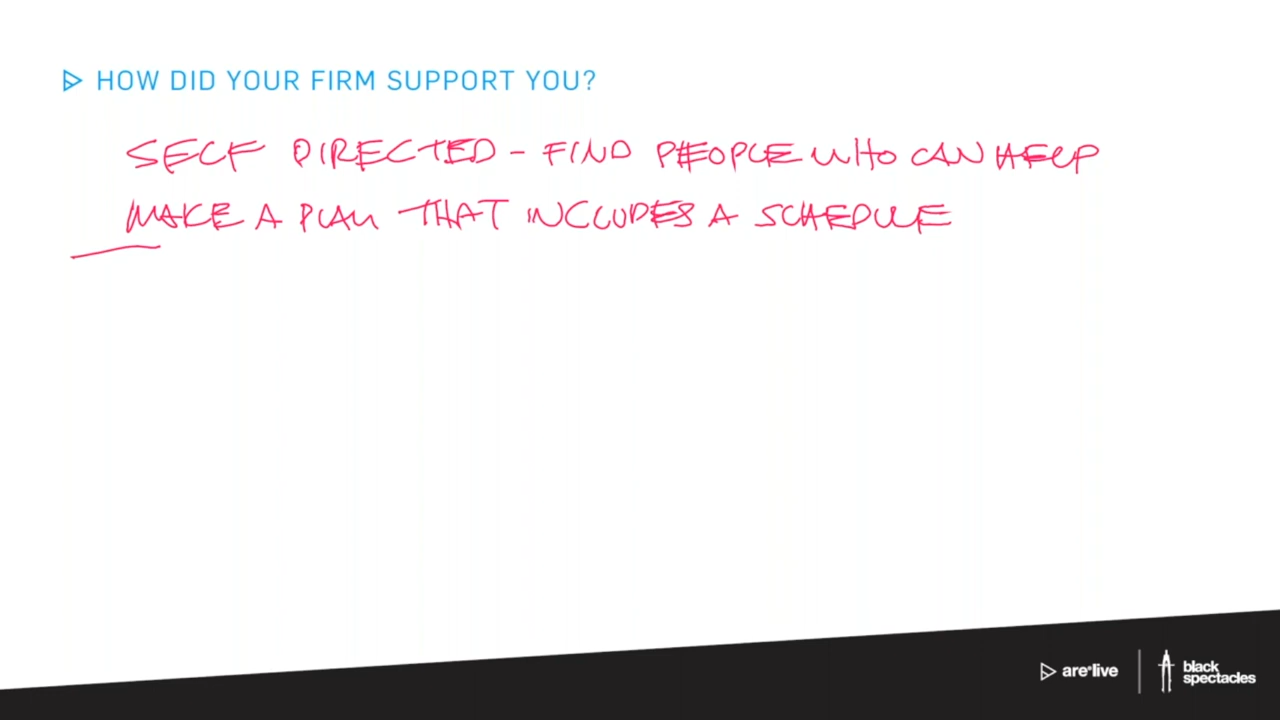 HOW DID YOUR FIRM SUPPORT YOU?
SELF DIRECTED - FIND PEOPLE WHO CAN HELP
MAKE A PLAN THAT INCLUDES A SCHEDULE
are*live
black
spectacles